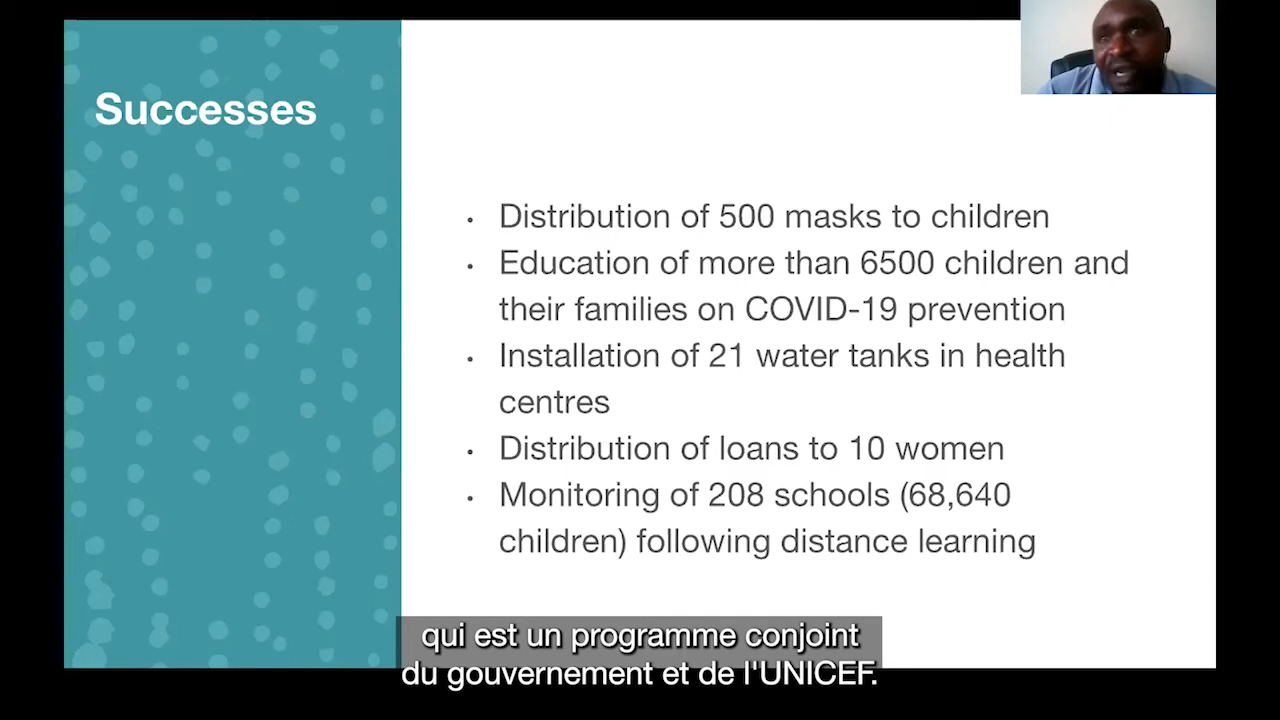 Successes
• Distribution of 500 masks to children
• Education of more than 6500 children and
their families on COVID-19 prevention
• Installation of 21 water tanks in health
centres
• Distribution of loans to 10 women
• Monitoring of 208 schools (68,640
children) following distance learning
qui est un programme conjoint
du gouvernement et de l'UNICEF.